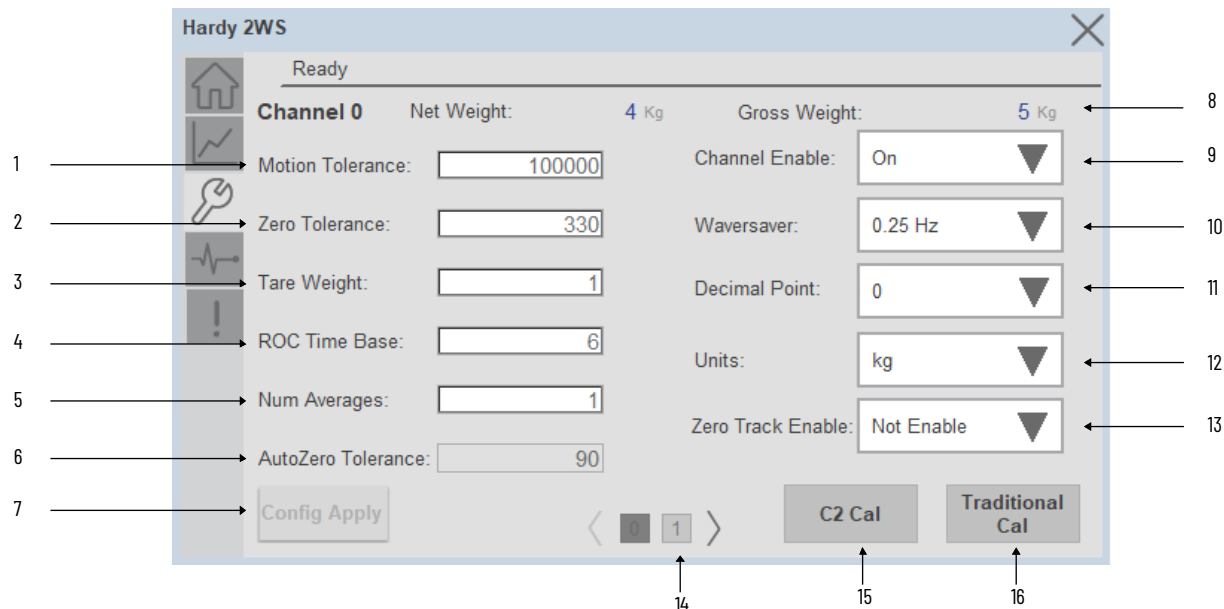 Hardy 2WS
Ready
Channel 0 Net Weight: 4 Kg Gross Weight: 5 Kg 8
1 Motion Tolerance: 100000 Channel Enable: On 9
2 Zero Tolerance: 330 Waversaver: 0.25 Hz 10
3 Tare Weight: 1 Decimal Point: 0 11
4 ROC Time Base: 6 Units: kg 12
5 Num Averages: 1 Zero Track Enable: Not Enable 13
6 AutoZero Tolerance: 90
7 Config Apply 0 1 C2 Cal Traditional
Cal
14 15 16